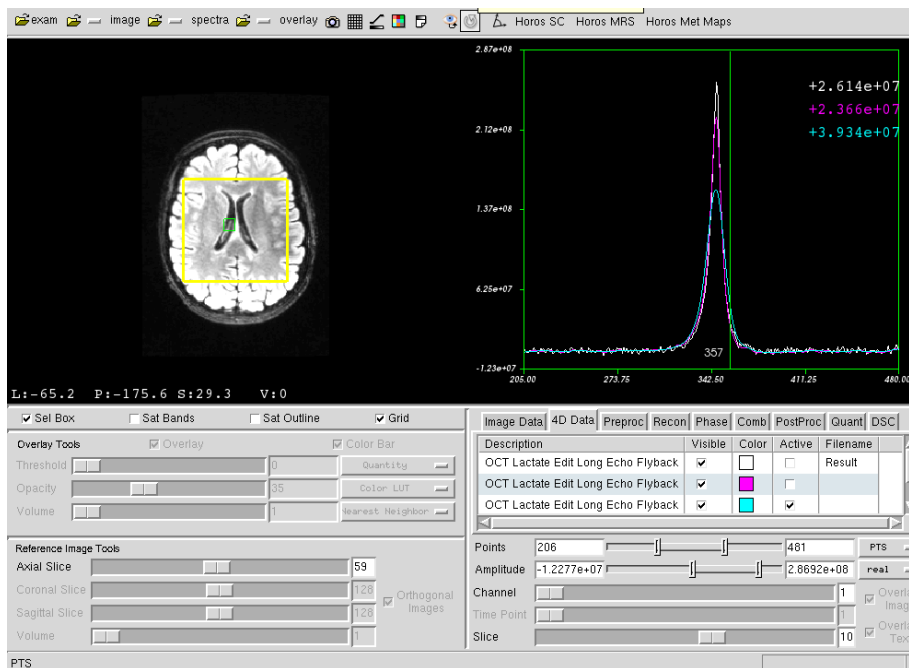 exam image spectra overlay Horos SC Horos MRS Horos Met Maps
2.87e+08
2.12e+08
1.37e+08
6.25e+07
-1.23e+07
+2.614e+07
+2.366e+07
+3.934e+07
357
205.00 273.75 342.50 411.25 480.00
L:-65.2 P:-175.6 S:29.3 V:0
Sel Box Sat Bands Sat Outline Grid
Overlay Tools Overlay Color Bar
Threshold 0 Quantity
Opacity 35 Color LUT
Volume 1 Nearest Neighbor
Reference Image Tools
Axial Slice 59
Coronal Slice 128
Sagittal Slice 128
Orthogonal Images
Volume 1
Image Data 4D Data Preproc Recon Phase Comb PostProc Quant DSC
Description Visible Color Active Filename
OCT Lactate Edit Long Echo Flyback Result
OCT Lactate Edit Long Echo Flyback
OCT Lactate Edit Long Echo Flyback
Points 206 481 PTS
Amplitude -1.2277e+07 2.8692e+08 real
Channel 1
Time Point 1
Slice 10
PTS